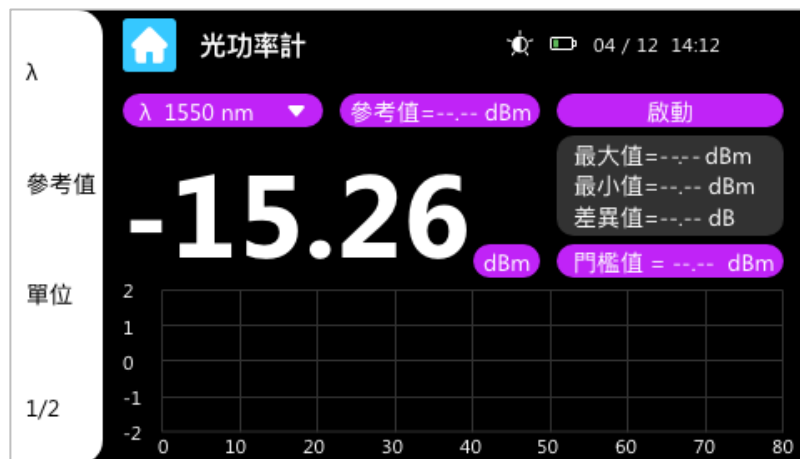 λ
參考值
單位
1/2
光功率計
04 / 12 14:12
λ 1550 nm
參考值=--.-- dBm
啟動
最大值=--.-- dBm
最小值=--.-- dBm
差異值=--.-- dB
-15.26
dBm
門檻值 = --.-- dBm
2
1
0
-1
-2
0 10 20 30 40 50 60 70 80